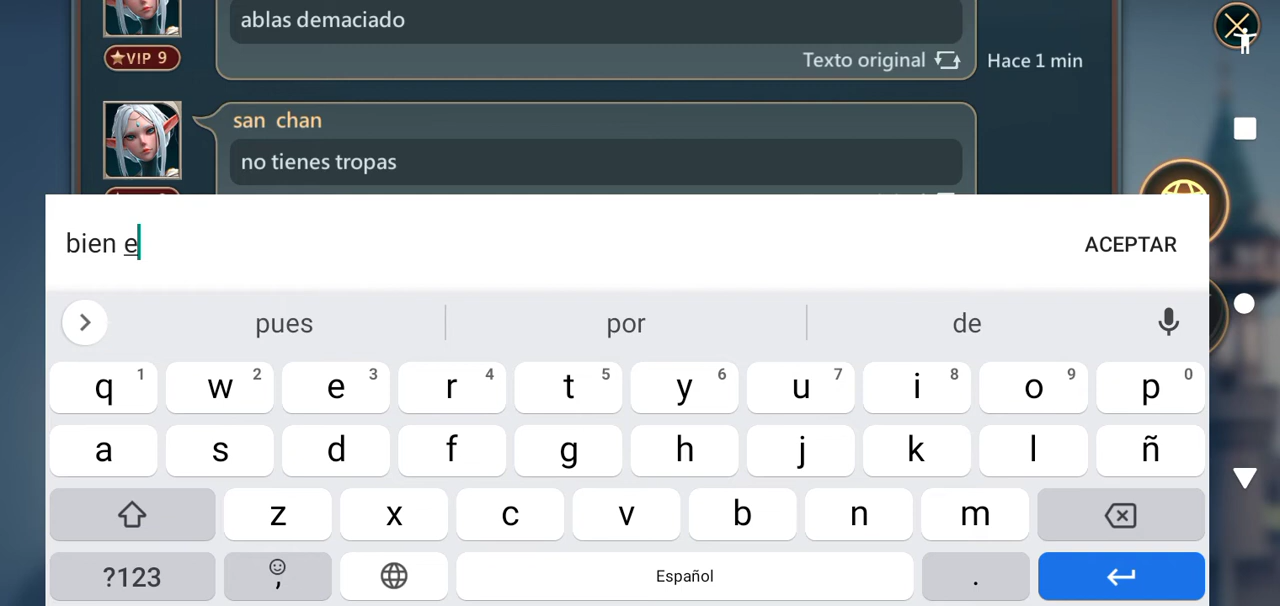 ablas demaciado
VIP 9
Texto original
Hace 1 min
san chan
no tienes tropas
bien e
ACEPTAR
pues por de
q 1 w 2 e 3 r 4 t 5 y 6 u 7 i 8 o 9 p 0
a s d f g h j k l ñ
z x c v b n m
?123 , Español .